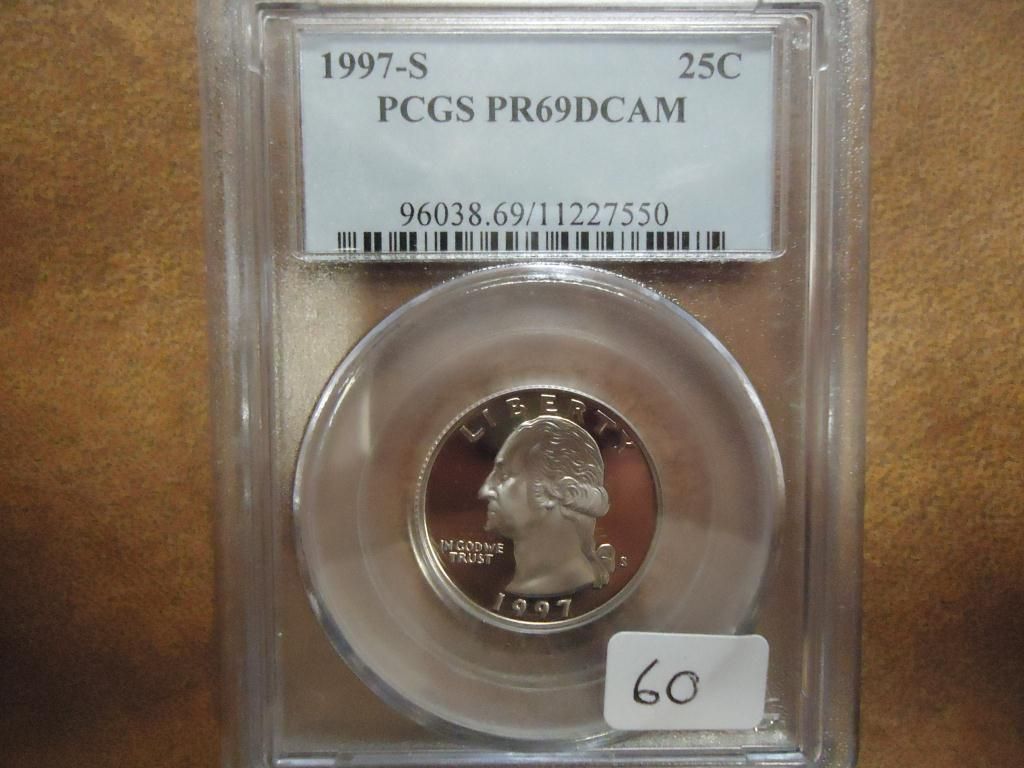 1997-S 25C
PCGS PR69DCAM
96038.69/11227550
LIBERTY
IN GOD WE
TRUST
S
1997
60